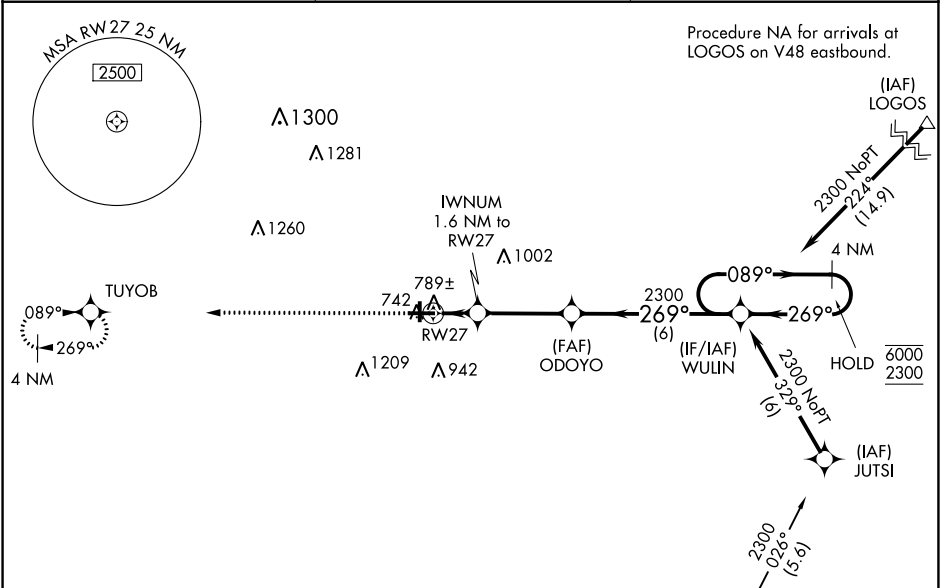 MSA RW27 25 NM
2500
Procedure NA for arrivals at
LOGOS on V48 eastbound.
(IAF)
LOGOS
1300
1281
2300 NoPT
224°
(14.9)
IWNUM
1.6 NM to
RW27
1260
1002
4 NM
089°
TUYOB
789±
2300
742
089°
269°
269°
RW27
(6)
269°
(FAF)
ODOYO
(IF/IAF)
WULIN
HOLD
6000
2300
4 NM
1209
942
2300 NoPT
329°
(6)
(IAF)
JUTSI
2300
026°
(5.6)